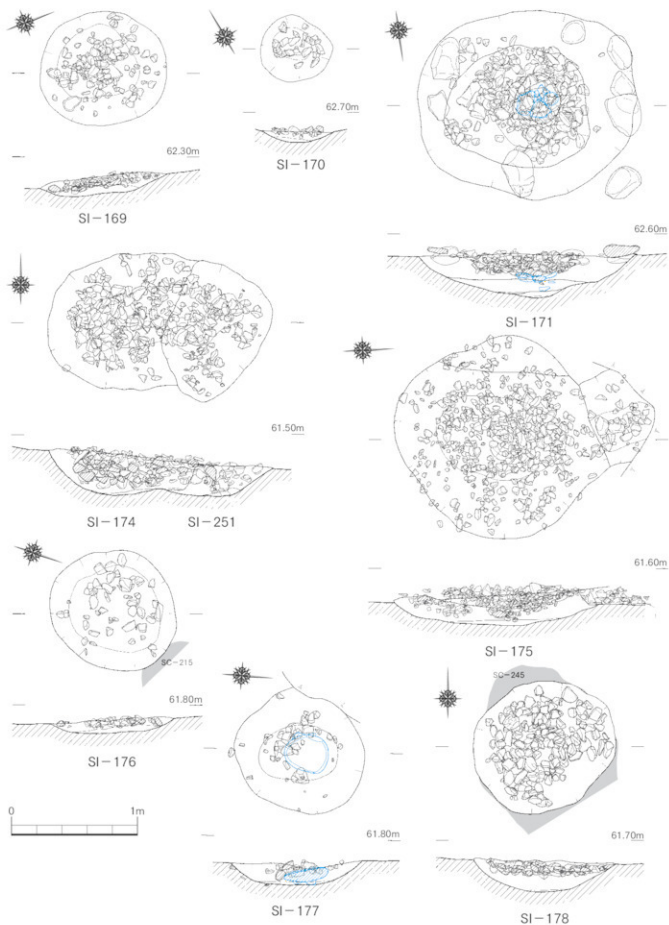 62.30m
SI-169
62.70m
SI-170
62.60m
SI-171
61.50m
SI-174 SI-251
61.60m
SI-175
SC-215
61.80m
SI-176
0 1m
61.80m
SI-177
SC-245
61.70m
SI-178